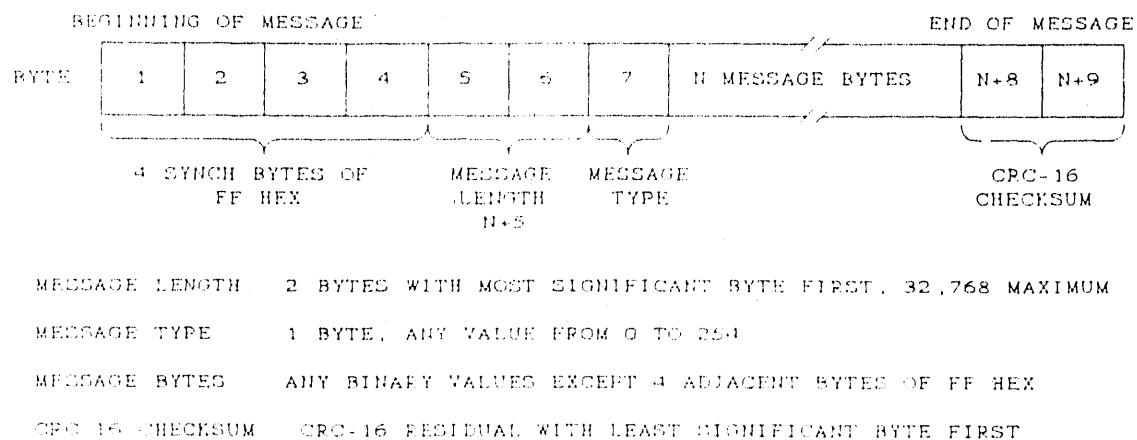 BEGINNING OF MESSAGE
END OF MESSAGE
BYTE 1 2 3 4 5 6 7 N MESSAGE BYTES N+8 N+9
4 SYNCH BYTES OF FF HEX
MESSAGE LENGTH N+5
MESSAGE TYPE
CRC-16 CHECKSUM
MESSAGE LENGTH 2 BYTES WITH MOST SIGNIFICANT BYTE FIRST, 32,768 MAXIMUM
MESSAGE TYPE 1 BYTE, ANY VALUE FROM 0 TO 254
MESSAGE BYTES ANY BINARY VALUES EXCEPT 4 ADJACENT BYTES OF FF HEX
CRC-16 CHECKSUM CRC-16 RESIDUAL WITH LEAST SIGNIFICANT BYTE FIRST